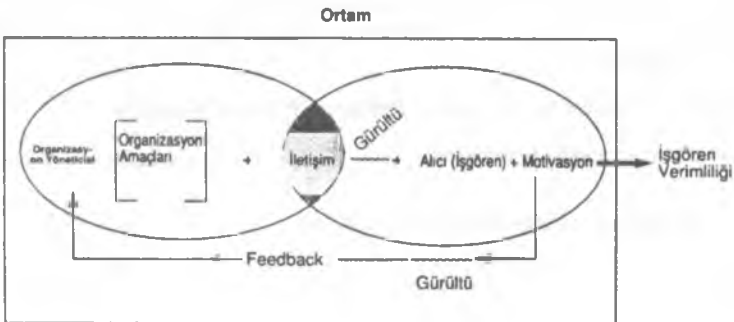 Ortam
Organizasy-
on Yöneticisi
Organizasyon
Amaçları
+
İletişim
Gürültü
+ Alıcı (İşgören) + Motivasyon
İşgören
Verimliliği
Feedback
Gürültü